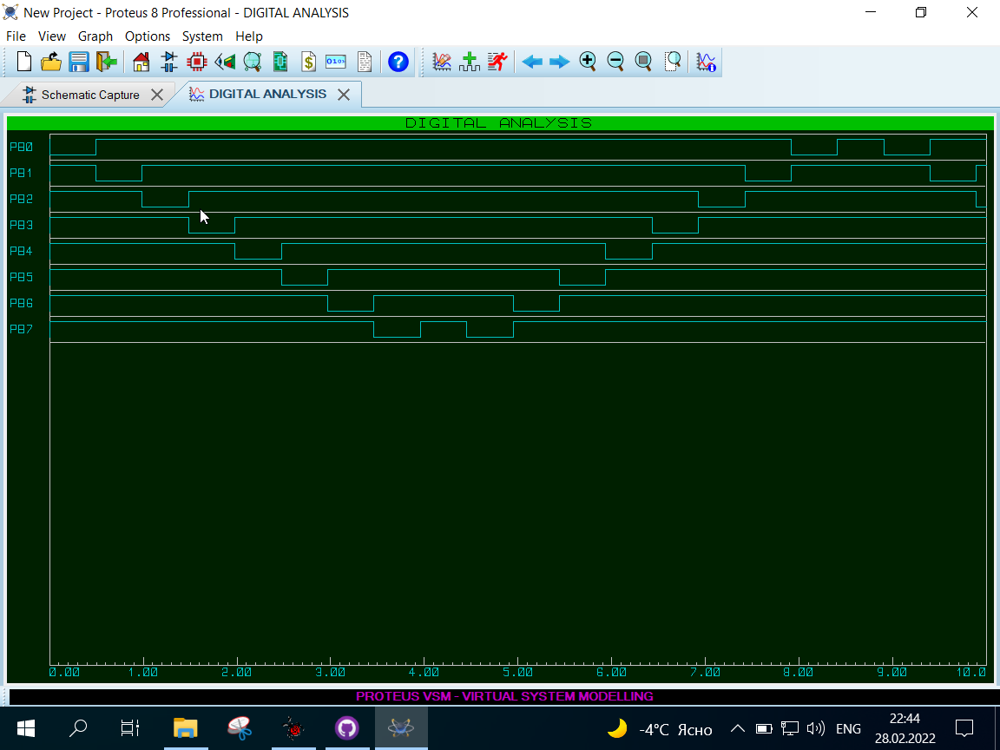 New Project - Proteus 8 Professional - DIGITAL ANALYSIS
File View Graph Options System Help
Schematic Capture DIGITAL ANALYSIS
DIGITAL ANALYSIS
PB0
PB1
PB2
PB3
PB4
PB5
PB6
PB7
0.00 1.00 2.00 3.00 4.00 5.00 6.00 7.00 8.00 9.00 10.0
PROTEUS VSM - VIRTUAL SYSTEM MODELLING
-4°C Ясно ENG 22:44
28.02.2022